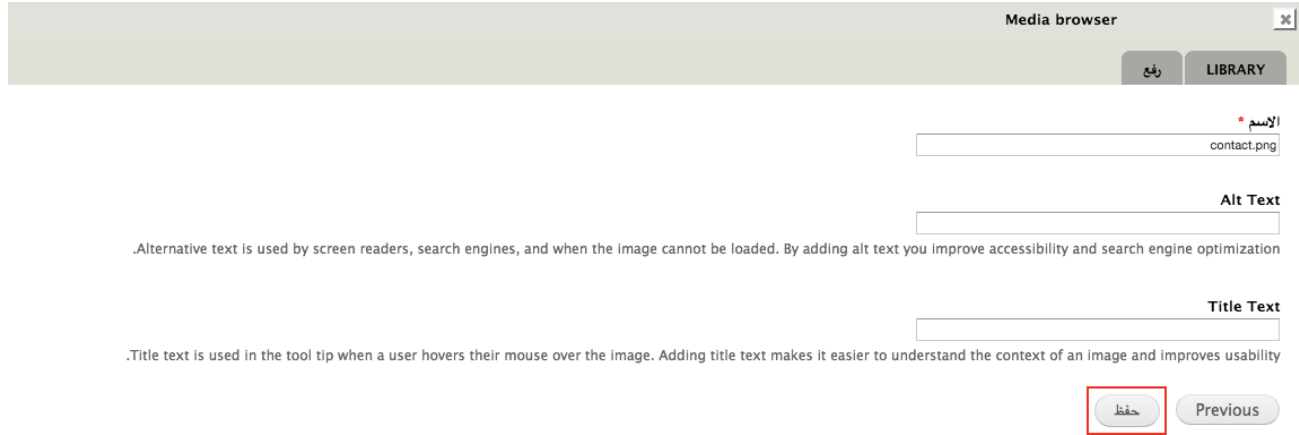 Media browser
LIBRARY
رفع
الاسم *
contact.png
Alt Text
.Alternative text is used by screen readers, search engines, and when the image cannot be loaded. By adding alt text you improve accessibility and search engine optimization
Title Text
.Title text is used in the tool tip when a user hovers their mouse over the image. Adding title text makes it easier to understand the context of an image and improves usability
Previous
حفظ